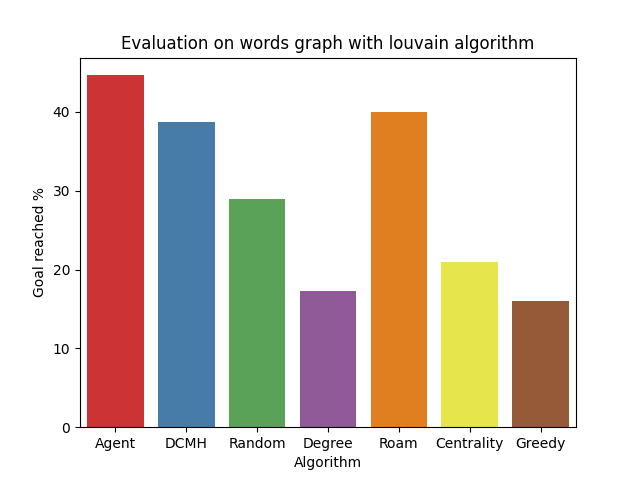 Evaluation on words graph with louvain algorithm
Goal reached %
40
30
20
10
0
Agent DCMH Random Degree Roam Centrality Greedy
Algorithm